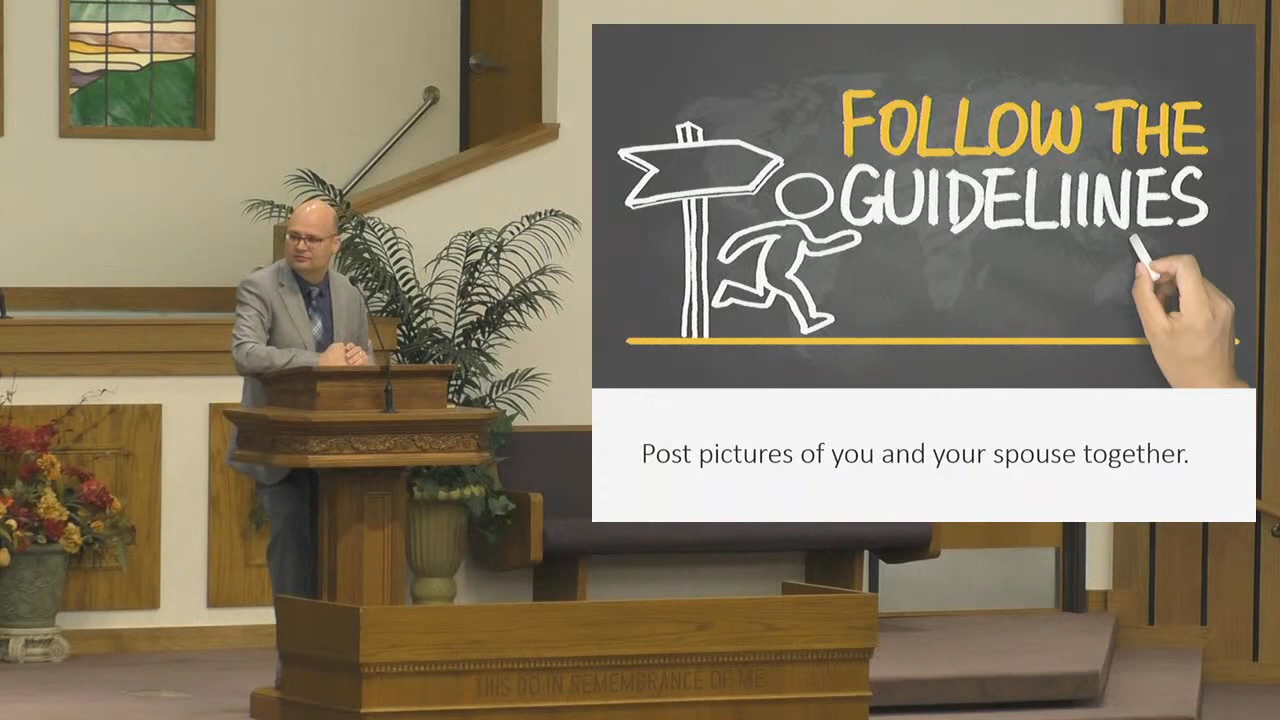 FOLLOW THE
GUIDELIINES
Post pictures of you and your spouse together.
THIS DO IN REMEMBRANCE OF ME